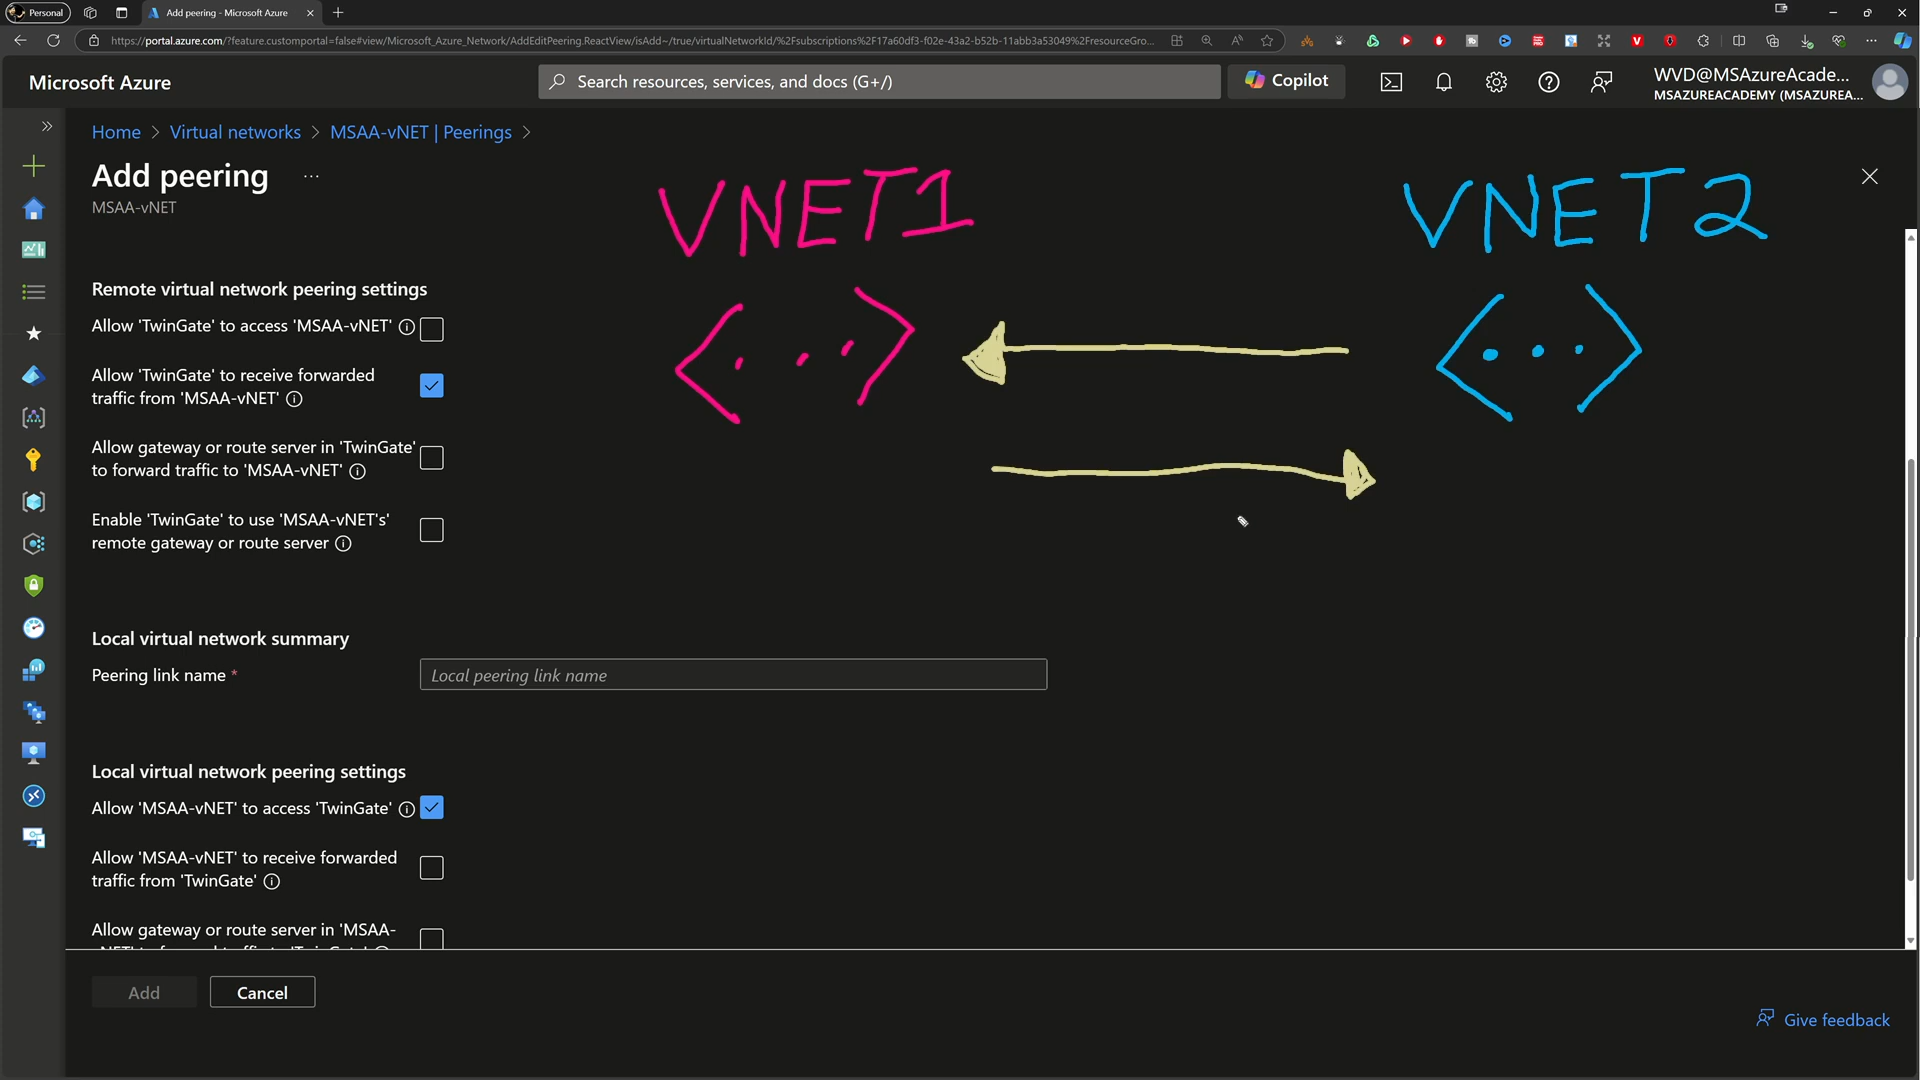 Personal
Add peering - Microsoft Azure
https://portal.azure.com/?feature.customportal=false#view/Microsoft_Azure_Network/AddEditPeering.ReactView/isAdd~/true/virtualNetworkId/%2Fsubscriptions%2F17a60df3-f02e-43a2-b52b-11abb3a53049%2FresourceGro...
Microsoft Azure
Search resources, services, and docs (G+/)
Copilot
WVD@MSAzureAcade...
MSAZUREACADEMY (MSAZUREA...
Home > Virtual networks > MSAA-vNET | Peerings >
Add peering ...
MSAA-vNET
VNET1
VNET2
Remote virtual network peering settings
Allow 'TwinGate' to access 'MSAA-vNET'
Allow 'TwinGate' to receive forwarded
traffic from 'MSAA-vNET'
Allow gateway or route server in 'TwinGate'
to forward traffic to 'MSAA-vNET'
Enable 'TwinGate' to use 'MSAA-vNET's'
remote gateway or route server
Local virtual network summary
Peering link name *
Local peering link name
Local virtual network peering settings
Allow 'MSAA-vNET' to access 'TwinGate'
Allow 'MSAA-vNET' to receive forwarded
traffic from 'TwinGate'
Allow gateway or route server in 'MSAA-
Add
Cancel
Give feedback